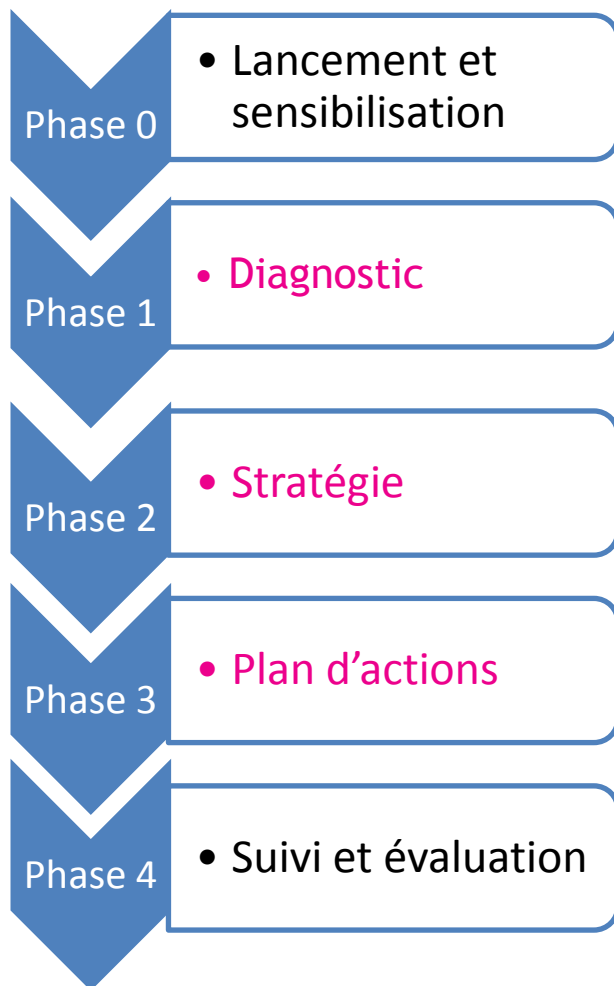 Phase 0
• Lancement et
sensibilisation
Phase 1
• Diagnostic
Phase 2
• Stratégie
Phase 3
• Plan d’actions
Phase 4
• Suivi et évaluation